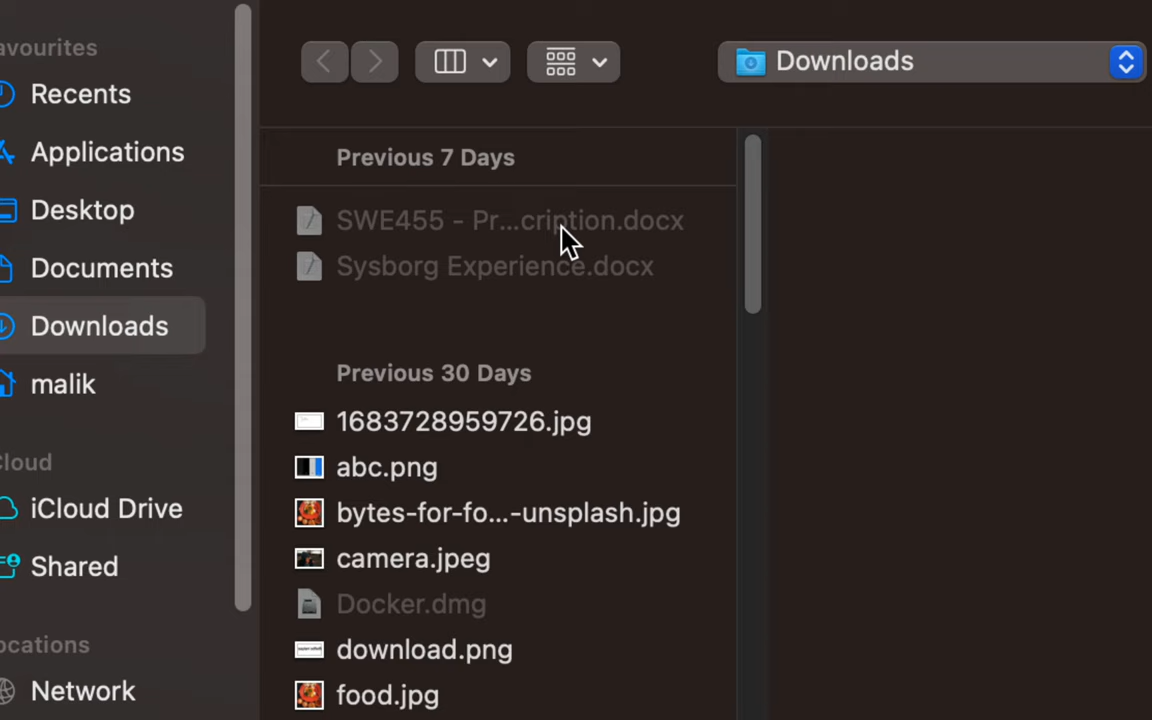 avourites
Recents
Applications
Desktop
Documents
Downloads
malik
Cloud
iCloud Drive
Shared
ocations
Network
Downloads
Previous 7 Days
SWE455 - Pr...cription.docx
Sysborg Experience.docx
Previous 30 Days
1683728959726.jpg
abc.png
bytes-for-fo...-unsplash.jpg
camera.jpeg
Docker.dmg
download.png
food.jpg